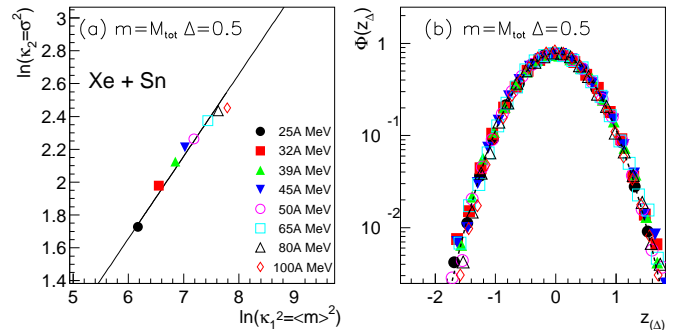 (a) m=M_tot Δ=0.5
Xe + Sn
ln(κ₂=σ²)
3
2.8
2.6
2.4
2.2
2
1.8
1.6
1.4
25A MeV
32A MeV
39A MeV
45A MeV
50A MeV
65A MeV
80A MeV
100A MeV
5 6 7 8 9
ln(κ₁²=<m>²)
(b) m=M_tot Δ=0.5
Φ(z_Δ)
1
10⁻¹
10⁻²
-2 -1 0 1
z_(Δ)